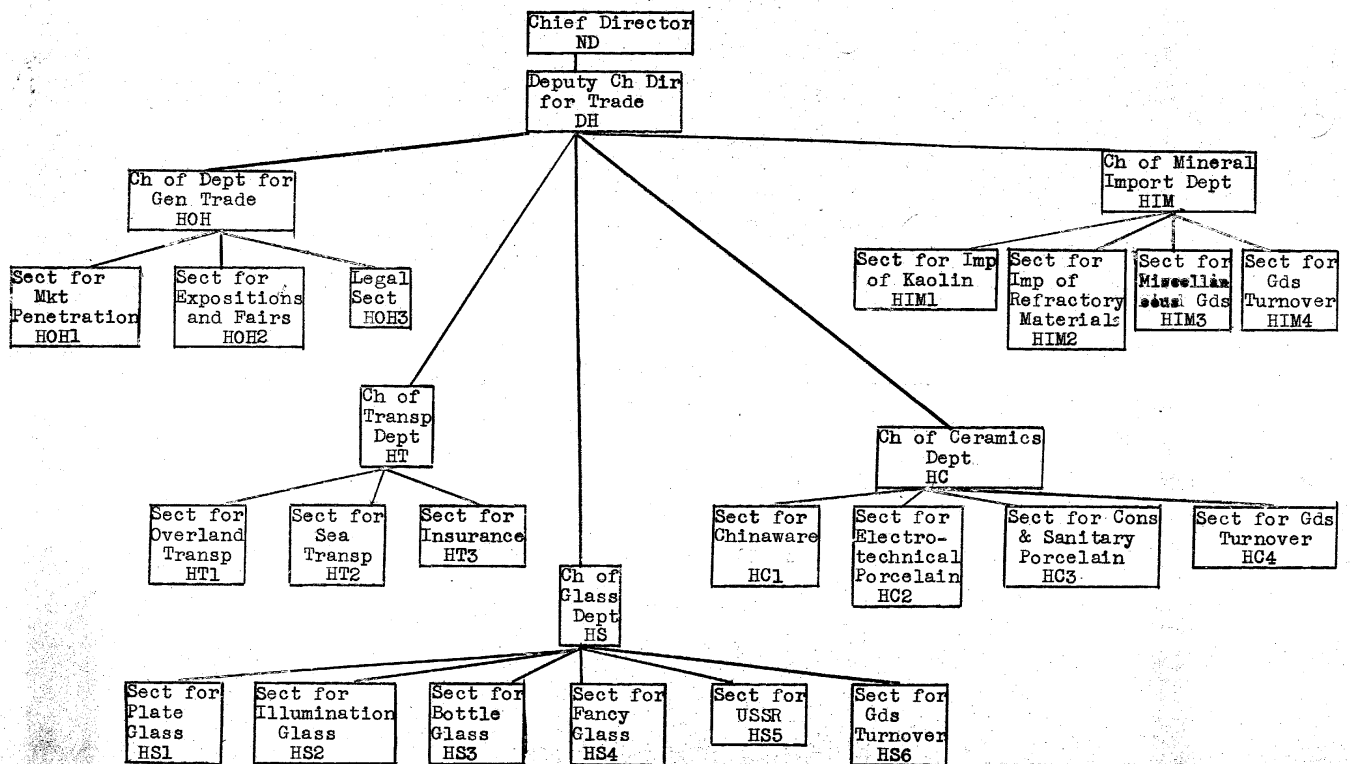 Chief Director
ND
Deputy Ch Dir
for Trade
DH
Ch of Dept for
Gen Trade
HOH
Sect for
Mkt
Penetration
HOH1
Sect for
Expositions
and Fairs
HOH2
Legal
Sect
HOH3
Ch of Mineral
Import Dept
HIM
Sect for Imp
of Kaolin
HIM1
Sect for
Imp of
Refractory
Materials
HIM2
Sect for
Miscellan
eous Gds
HIM3
Sect for
Gds
Turnover
HIM4
Ch of
Transp
Dept
HT
Sect for
Overland
Transp
HT1
Sect for
Sea
Transp
HT2
Sect for
Insurance
HT3
Ch of Ceramics
Dept
HC
Sect for
Chinaware
HC1
Sect for
Electro-
technical
Porcelain
HC2
Sect for Cons
& Sanitary
Porcelain
HC3
Sect for Gds
Turnover
HC4
Ch of
Glass
Dept
HS
Sect for
Plate
Glass
HS1
Sect for
Illumination
Glass
HS2
Sect for
Bottle
Glass
HS3
Sect for
Fancy
Glass
HS4
Sect for
USSR
HS5
Sect for
Gds
Turnover
HS6